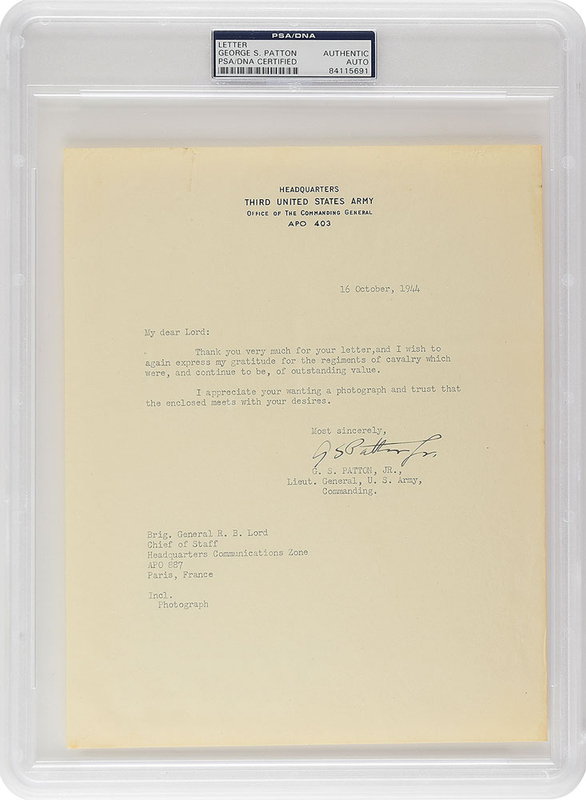 PSA/DNA
LETTER
GEORGE S. PATTON AUTHENTIC
PSA/DNA CERTIFIED AUTO
84115691
HEADQUARTERS
THIRD UNITED STATES ARMY
OFFICE OF THE COMMANDING GENERAL
APO 403
16 October, 1944
My dear Lord:
Thank you very much for your letter,and I wish to
again express my gratitude for the regiments of cavalry which
were, and continue to be, of outstanding value.
I appreciate your wanting a photograph and trust that
the enclosed meets with your desires.
Most sincerely,
G S Patton Jr.
G. S. PATTON, JR.,
Lieut. General, U. S. Army,
Commanding.
Brig. General R. B. Lord
Chief of Staff
Headquarters Communications Zone
APO 887
Paris, France
Incl.
Photograph